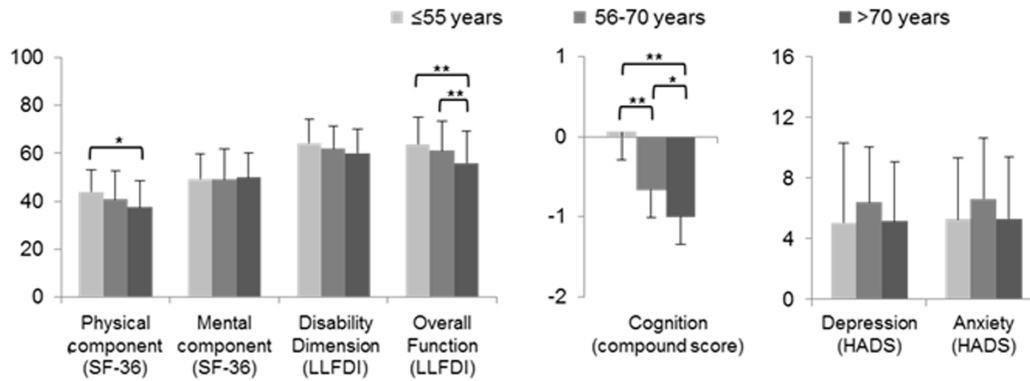 ≤55 years 56-70 years >70 years
100
80
60
40
20
0
*
** 
**
Physical component (SF-36)
Mental component (SF-36)
Disability Dimension (LLFDI)
Overall Function (LLFDI)
1
0
-1
-2
**
*
**
Cognition
(compound score)
16
12
8
4
0
Depression (HADS)
Anxiety (HADS)